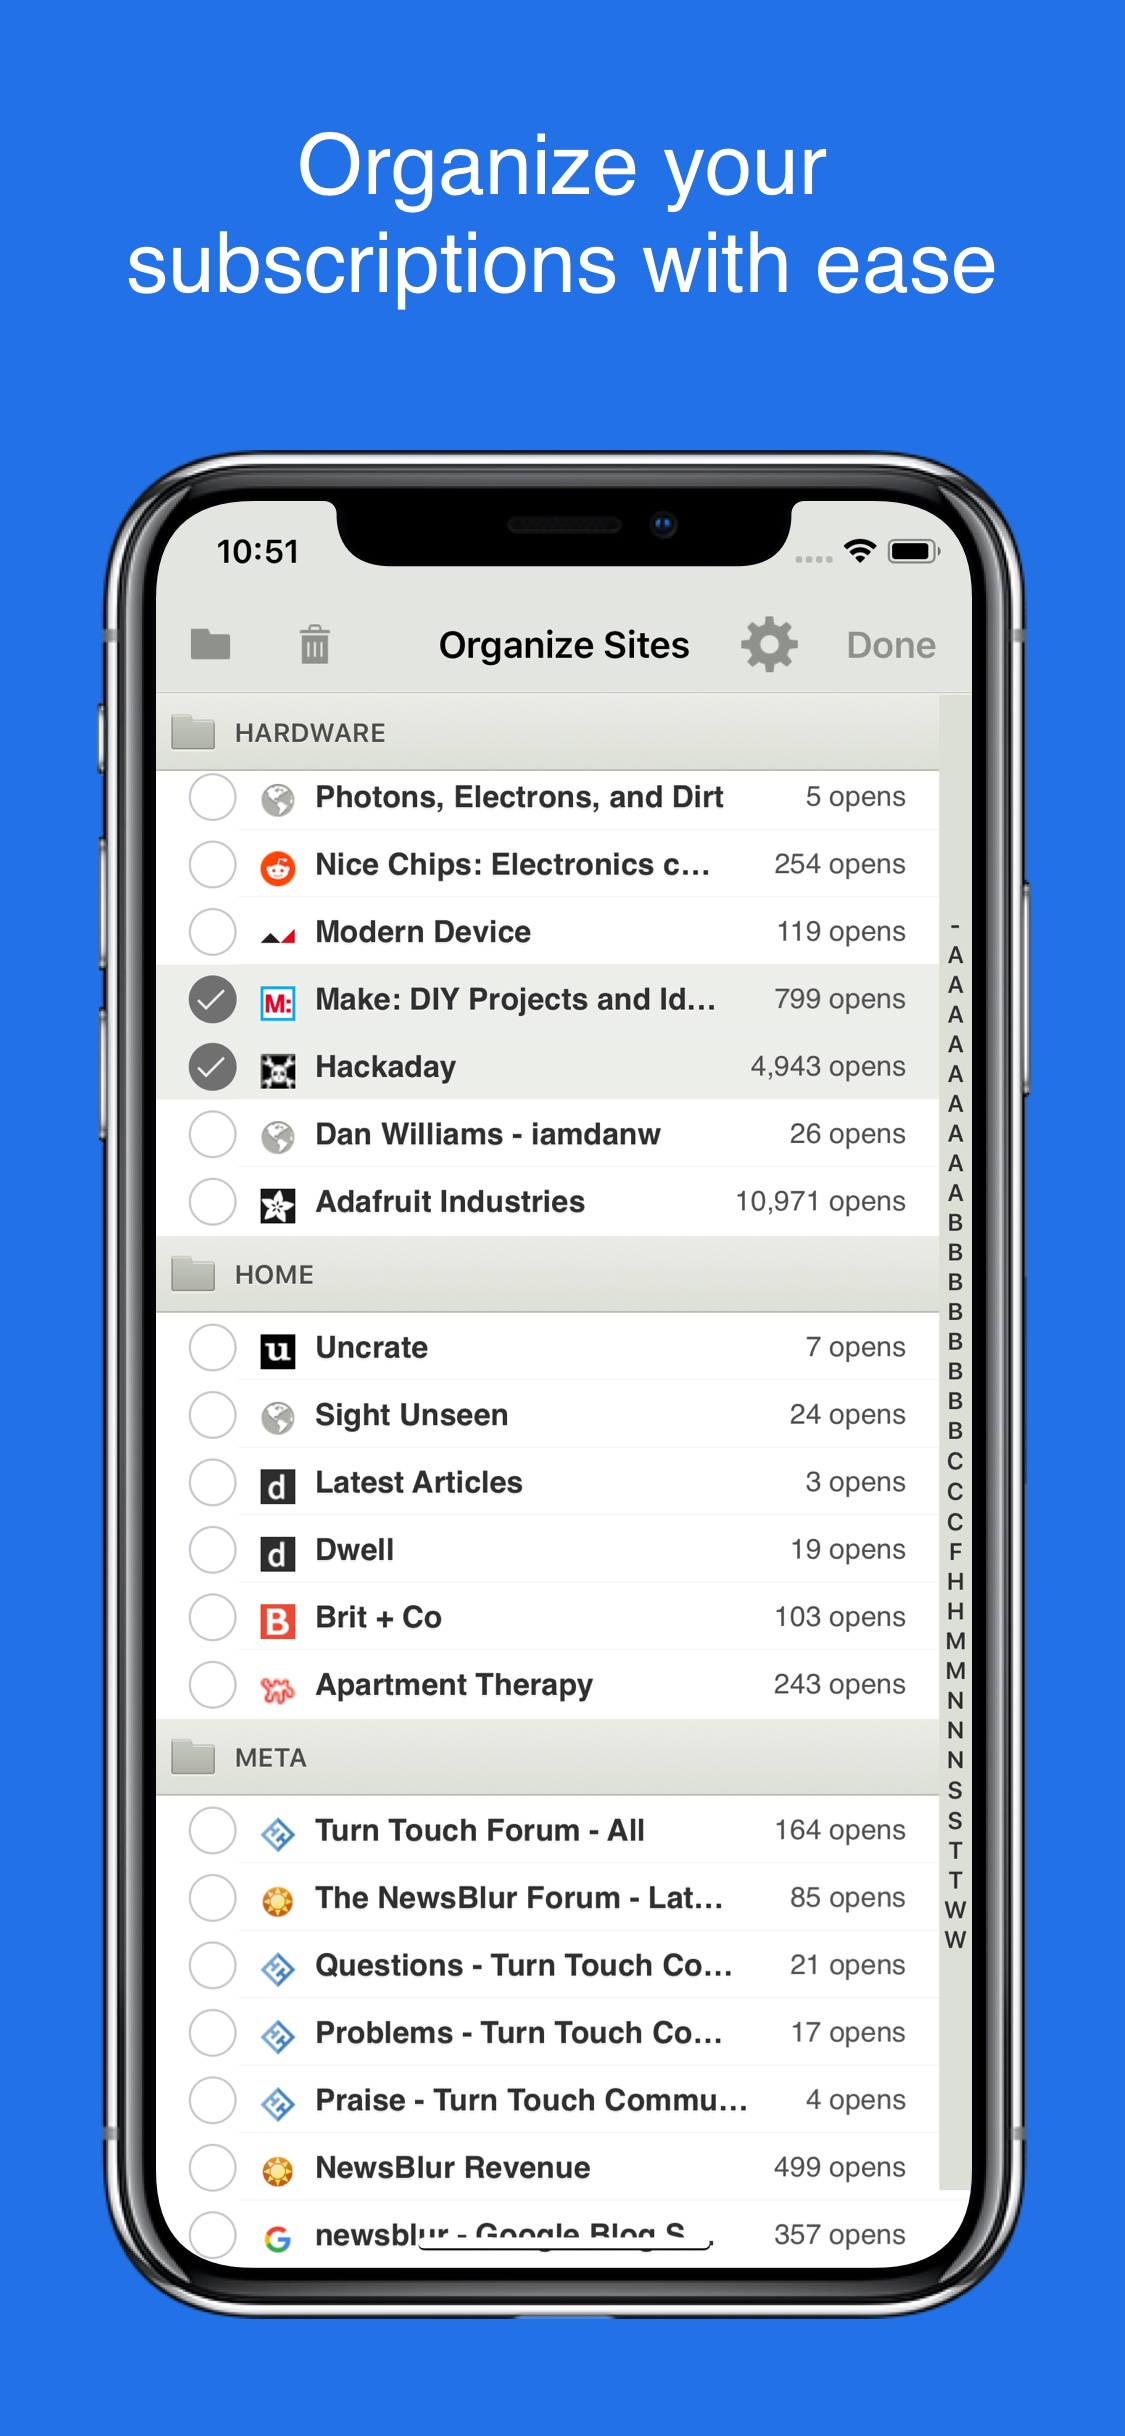 Organize your
subscriptions with ease
10:51
Organize Sites
Done
HARDWARE
Photons, Electrons, and Dirt 5 opens
Nice Chips: Electronics c... 254 opens
Modern Device 119 opens
M: Make: DIY Projects and Id... 799 opens
Hackaday 4,943 opens
Dan Williams - iamdanw 26 opens
Adafruit Industries 10,971 opens
HOME
u Uncrate 7 opens
Sight Unseen 24 opens
d Latest Articles 3 opens
d Dwell 19 opens
B Brit + Co 103 opens
Apartment Therapy 243 opens
META
Turn Touch Forum - All 164 opens
The NewsBlur Forum - Lat... 85 opens
Questions - Turn Touch Co... 21 opens
Problems - Turn Touch Co... 17 opens
Praise - Turn Touch Commu... 4 opens
NewsBlur Revenue 499 opens
G newsblur - Google Blog S... 357 opens
-
A
A
A
A
A
A
A
A
A
B
B
B
B
B
B
B
B
C
C
C
F
H
H
M
M
N
N
N
S
S
T
T
W
W